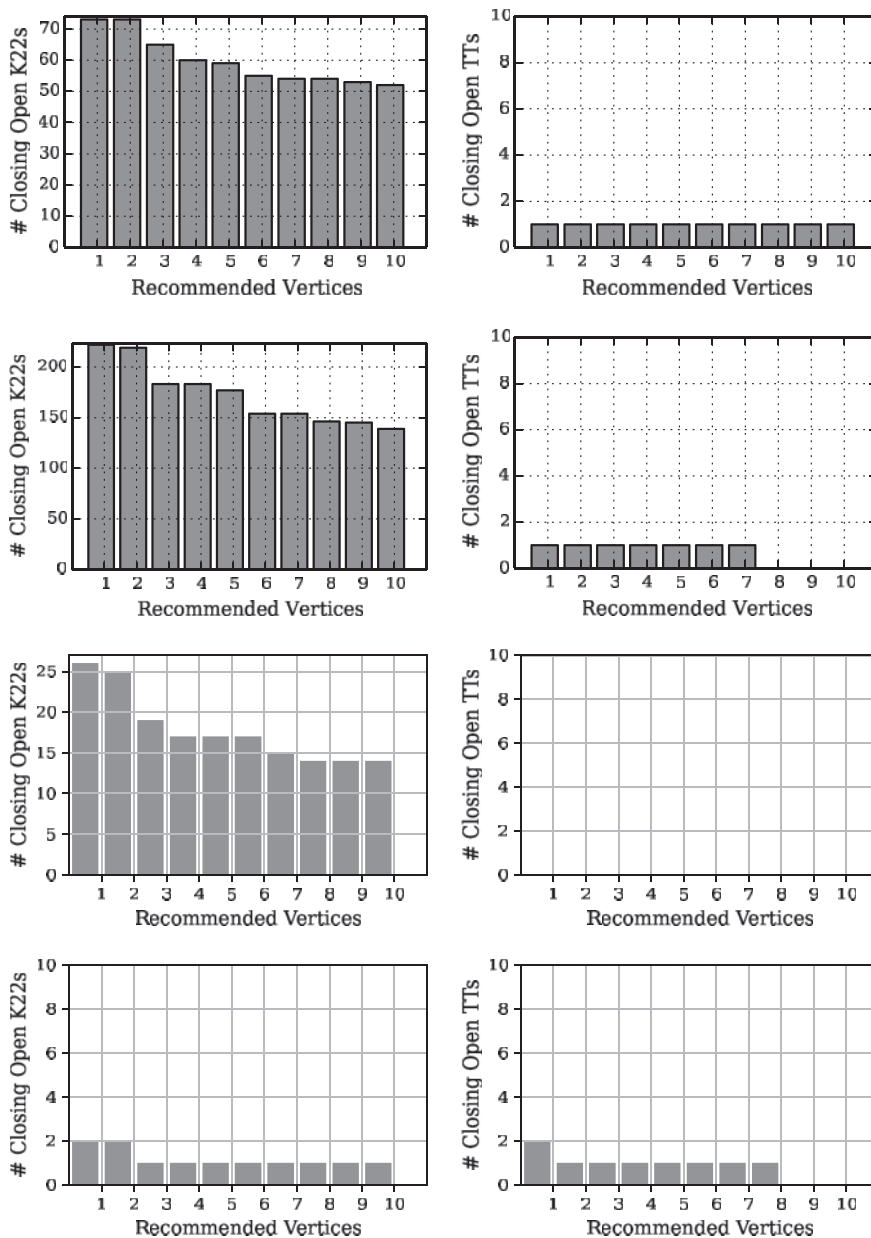 # Closing Open K22s
70
60
50
40
30
20
10
0
1 2 3 4 5 6 7 8 9 10
Recommended Vertices
# Closing Open TTs
10
8
6
4
2
0
1 2 3 4 5 6 7 8 9 10
Recommended Vertices
# Closing Open K22s
200
150
100
50
0
1 2 3 4 5 6 7 8 9 10
Recommended Vertices
# Closing Open TTs
10
8
6
4
2
0
1 2 3 4 5 6 7 8 9 10
Recommended Vertices
# Closing Open K22s
25
20
15
10
5
0
1 2 3 4 5 6 7 8 9 10
Recommended Vertices
# Closing Open TTs
10
8
6
4
2
0
1 2 3 4 5 6 7 8 9 10
Recommended Vertices
# Closing Open K22s
10
8
6
4
2
0
1 2 3 4 5 6 7 8 9 10
Recommended Vertices
# Closing Open TTs
10
8
6
4
2
0
1 2 3 4 5 6 7 8 9 10
Recommended Vertices